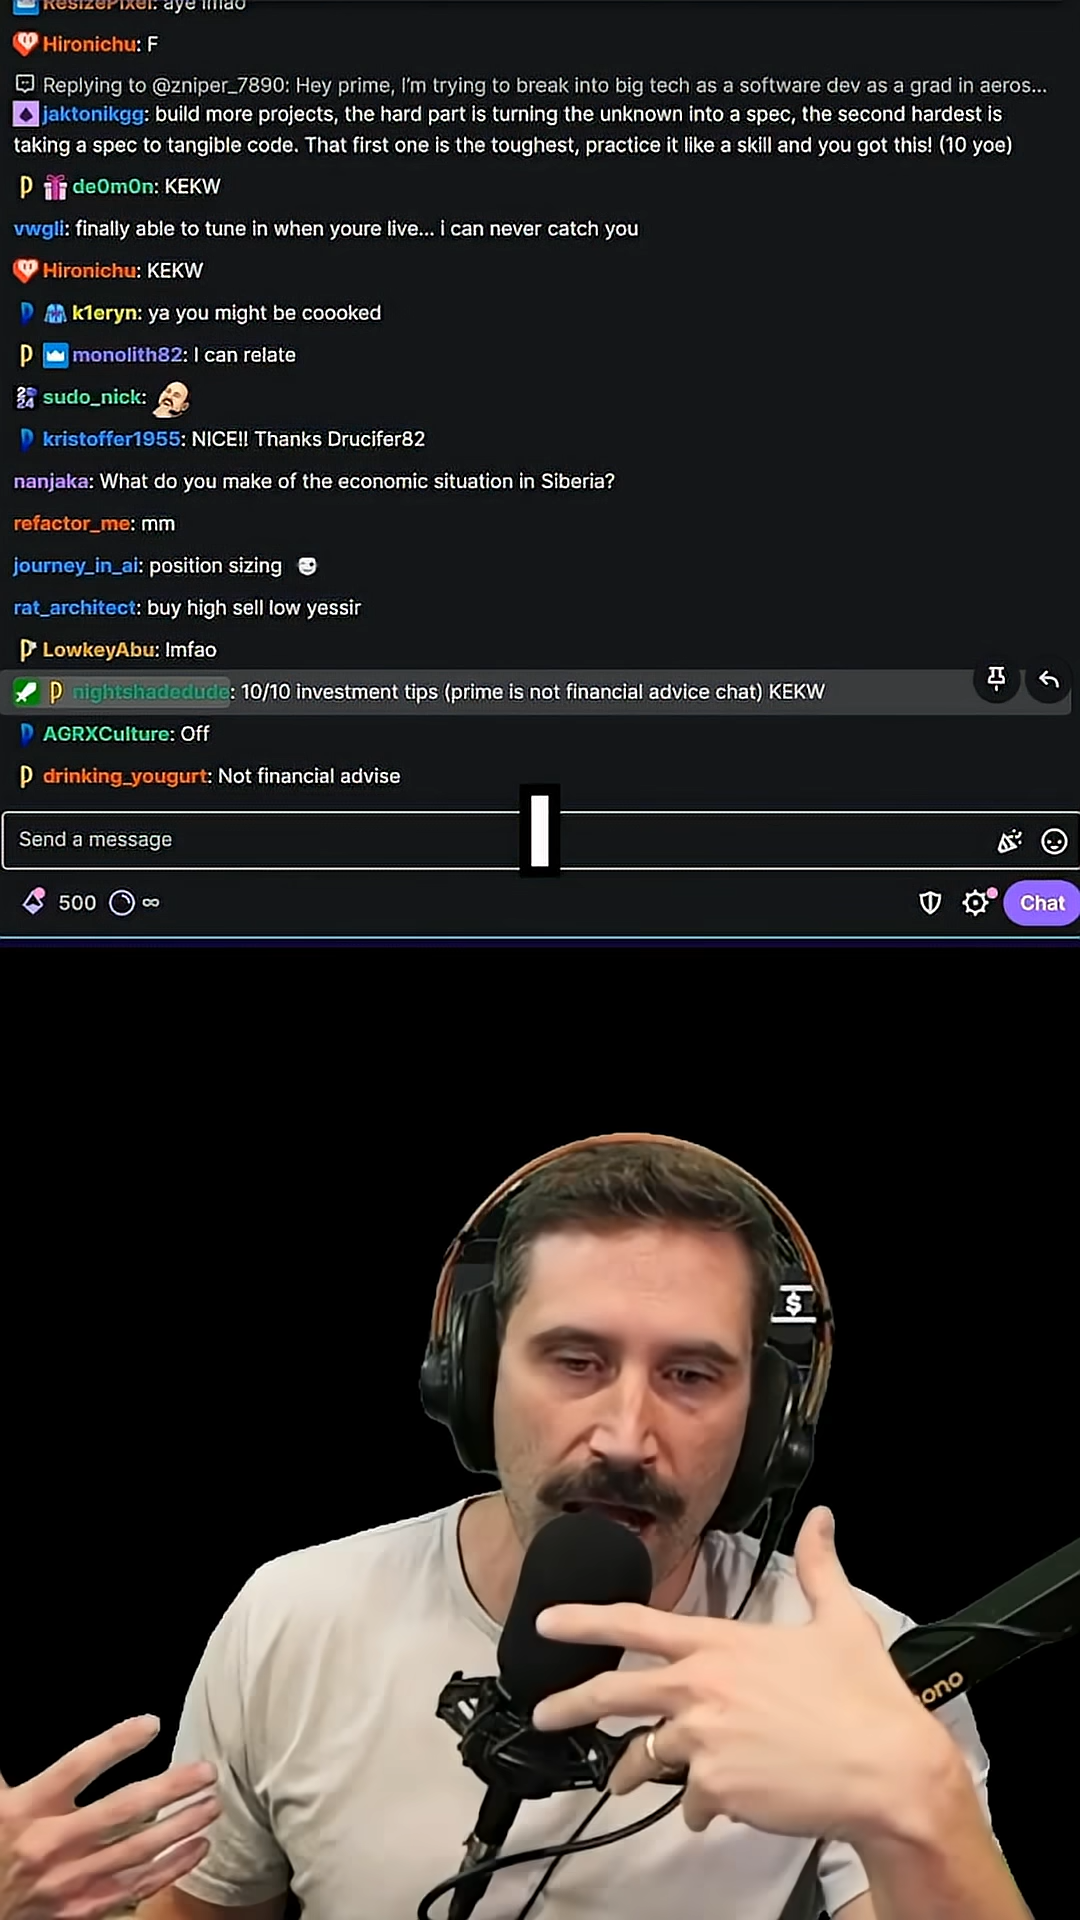 ResizePixel: aye lmao
Hironichu: F
Replying to @zniper_7890: Hey prime, I'm trying to break into big tech as a software dev as a grad in aeros...
jaktonikgg: build more projects, the hard part is turning the unknown into a spec, the second hardest is
taking a spec to tangible code. That first one is the toughest, practice it like a skill and you got this! (10 yoe)
de0m0n: KEKW
vwgli: finally able to tune in when youre live... i can never catch you
Hironichu: KEKW
k1eryn: ya you might be coooked
monolith82: I can relate
sudo_nick:
kristoffer1955: NICE!! Thanks Drucifer82
nanjaka: What do you make of the economic situation in Siberia?
refactor_me: mm
journey_in_ai: position sizing
rat_architect: buy high sell low yessir
LowkeyAbu: lmfao
nightshadedude: 10/10 investment tips (prime is not financial advice chat) KEKW
AGRXCulture: Off
drinking_yougurt: Not financial advise
I
Send a message
500 ∞
Chat
$
ono